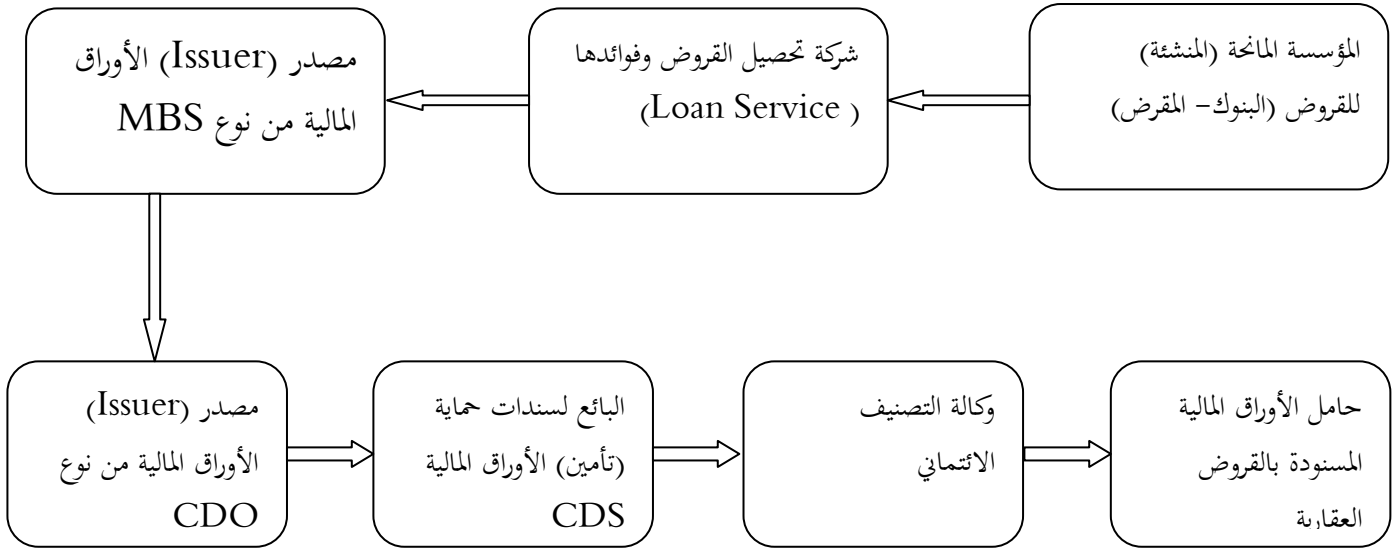 المؤسسة المانحة (المنشئة)
للقروض (البنوك- المقرض)
شركة تحصيل القروض وفوائدها
( Loan Service)
مصدر (Issuer) الأوراق
المالية من نوع MBS
مصدر (Issuer)
الأوراق المالية من نوع
CDO
البائع لسندات حماية
(تأمين) الأوراق المالية
CDS
وكالة التصنيف
الائتماني
حامل الأوراق المالية
المسنودة بالقروض
العقارية